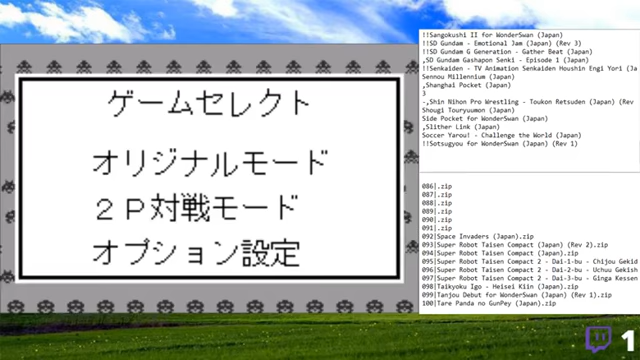 ゲームセレクト
オリジナルモード
２Ｐ対戦モード
オプション設定
!!Sangokushi II for WonderSwan (Japan)
!!SD Gundam - Emotional Jam (Japan) (Rev 3)
!!SD Gundam G Generation - Gather Beat (Japan)
,SD Gundam Gashapon Senki - Episode 1 (Japan)
!!Senkaiden - TV Animation Senkaiden Houshin Engi Yori (Ja
Sennou Millennium (Japan)
,Shanghai Pocket (Japan)
3
-,Shin Nihon Pro Wrestling - Toukon Retsuden (Japan) (Rev
Shougi Touryuumon (Japan)
Side Pocket for WonderSwan (Japan)
,Slither Link (Japan)
Soccer Yarou! - Challenge the World (Japan)
!!Sotsugyou for WonderSwan (Japan) (Rev 1)
086|.zip
087|.zip
088|.zip
089|.zip
090|.zip
091|.zip
092|Space Invaders (Japan).zip
093|Super Robot Taisen Compact (Japan) (Rev 2).zip
094|Super Robot Taisen Compact (Japan).zip
095|Super Robot Taisen Compact 2 - Dai-1-bu - Chijou Gekid
096|Super Robot Taisen Compact 2 - Dai-2-bu - Uchuu Gekish
097|Super Robot Taisen Compact 2 - Dai-3-bu - Ginga Kessen
098|Taikyoku Igo - Heisei Kiin (Japan).zip
099|Tanjou Debut for WonderSwan (Japan) (Rev 1).zip
100|Tare Panda no GunPey (Japan).zip
1